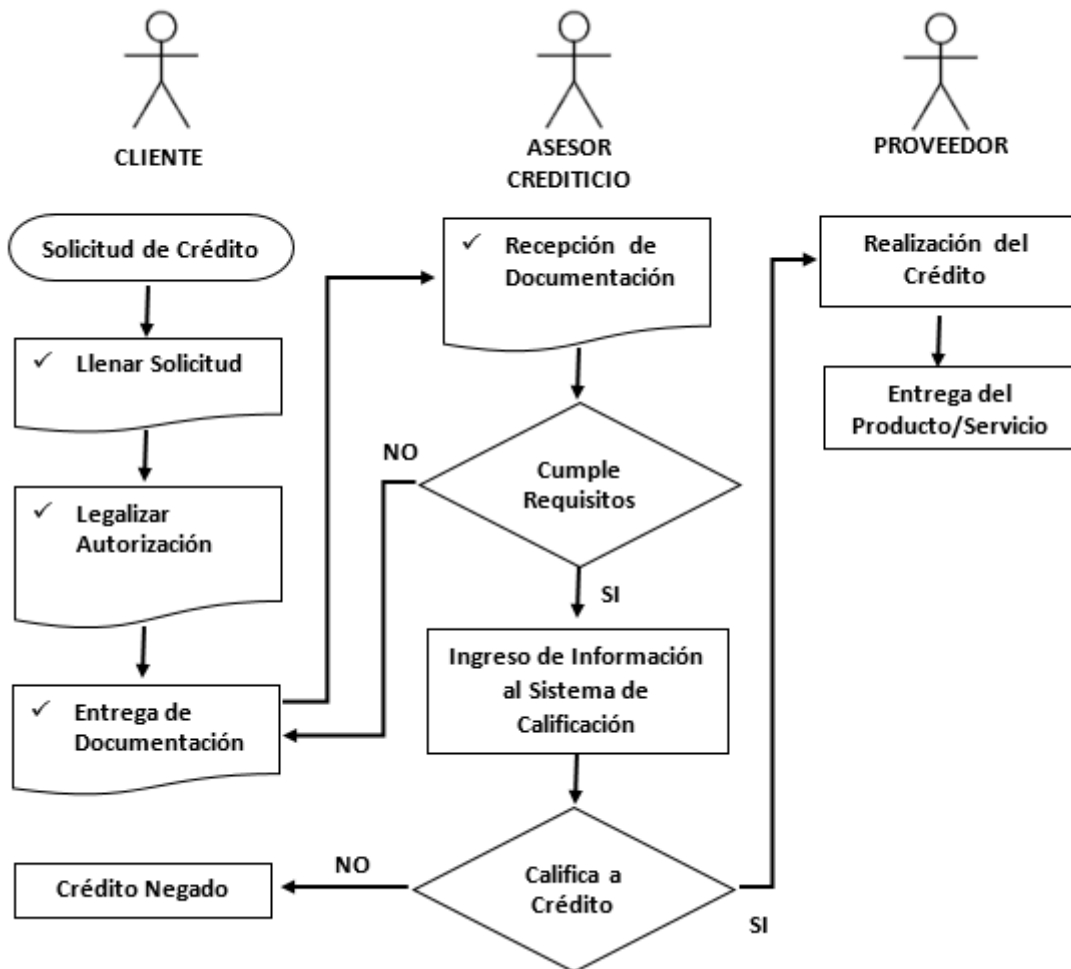 CLIENTE
ASESOR
CREDITICIO
PROVEEDOR
Solicitud de Crédito
✓ Llenar Solicitud
✓ Legalizar
Autorización
✓ Entrega de
Documentación
Crédito Negado
✓ Recepción de
Documentación
NO
Cumple
Requisitos
SI
Ingreso de Información
al Sistema de
Calificación
NO
Califica a
Crédito
SI
Realización del
Crédito
Entrega del
Producto/Servicio